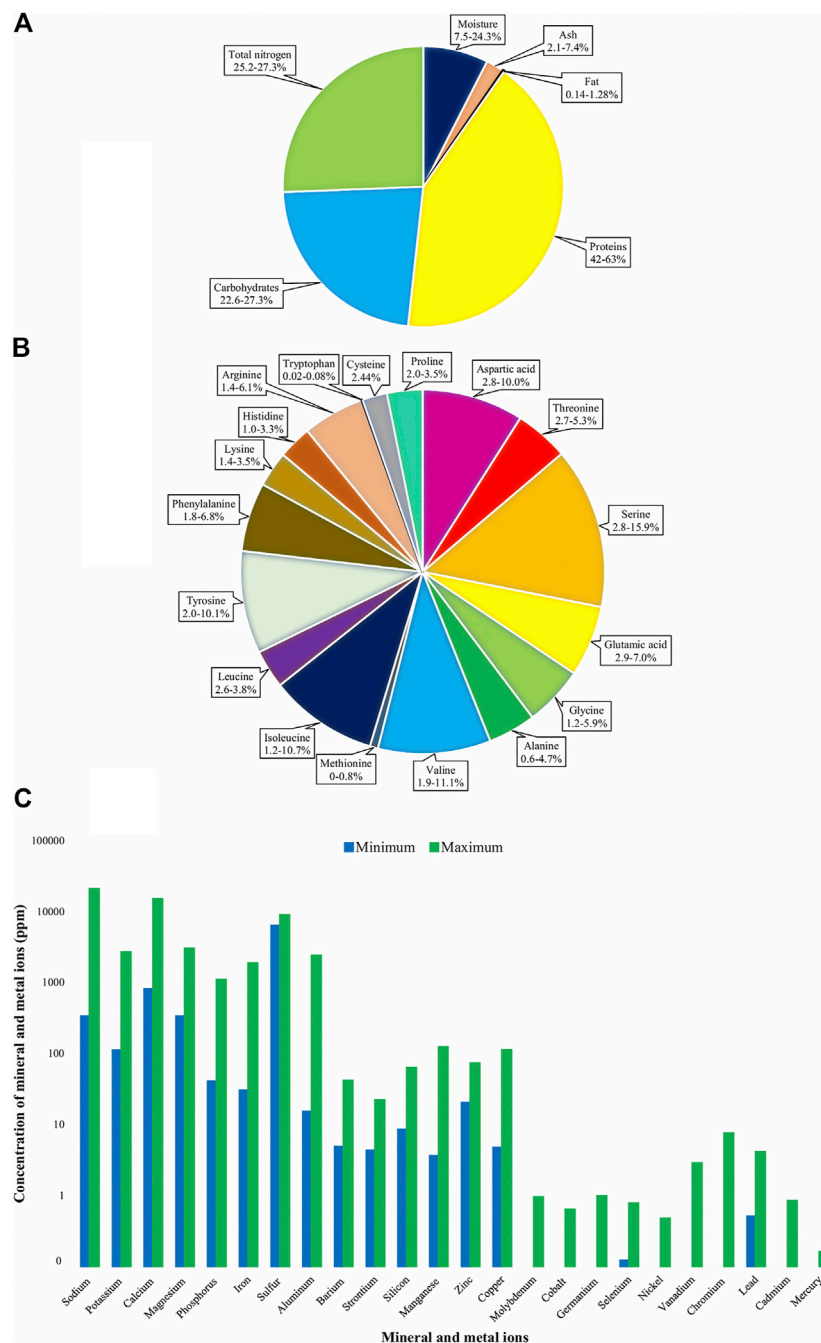 A
Moisture
7.5-24.3%
Ash
2.1-7.4%
Fat
0.14-1.28%
Total nitrogen
25.2-27.3%
Proteins
42-63%
Carbohydrates
22.6-27.3%
B
Proline
2.0-3.5%
Aspartic acid
2.8-10.0%
Threonine
2.7-5.3%
Serine
2.8-15.9%
Glutamic acid
2.9-7.0%
Glycine
1.2-5.9%
Alanine
0.6-4.7%
Valine
1.9-11.1%
Methionine
0-0.8%
Isoleucine
1.2-10.7%
Leucine
2.6-3.8%
Tyrosine
2.0-10.1%
Phenylalanine
1.8-6.8%
Lysine
1.4-3.5%
Histidine
1.0-3.3%
Arginine
1.4-6.1%
Tryptophan
0.02-0.08%
Cysteine
2.44%
C
Minimum
Maximum
Concentration of mineral and metal ions (ppm)
100000
10000
1000
100
10
1
0
Sodium
Potassium
Calcium
Magnesium
Phosphorus
Iron
Sulfur
Aluminum
Barium
Strontium
Silicon
Manganese
Zinc
Copper
Molybdenum
Cobalt
Germanium
Selenium
Nickel
Vanadium
Chromium
Lead
Cadmium
Mercury
Mineral and metal ions